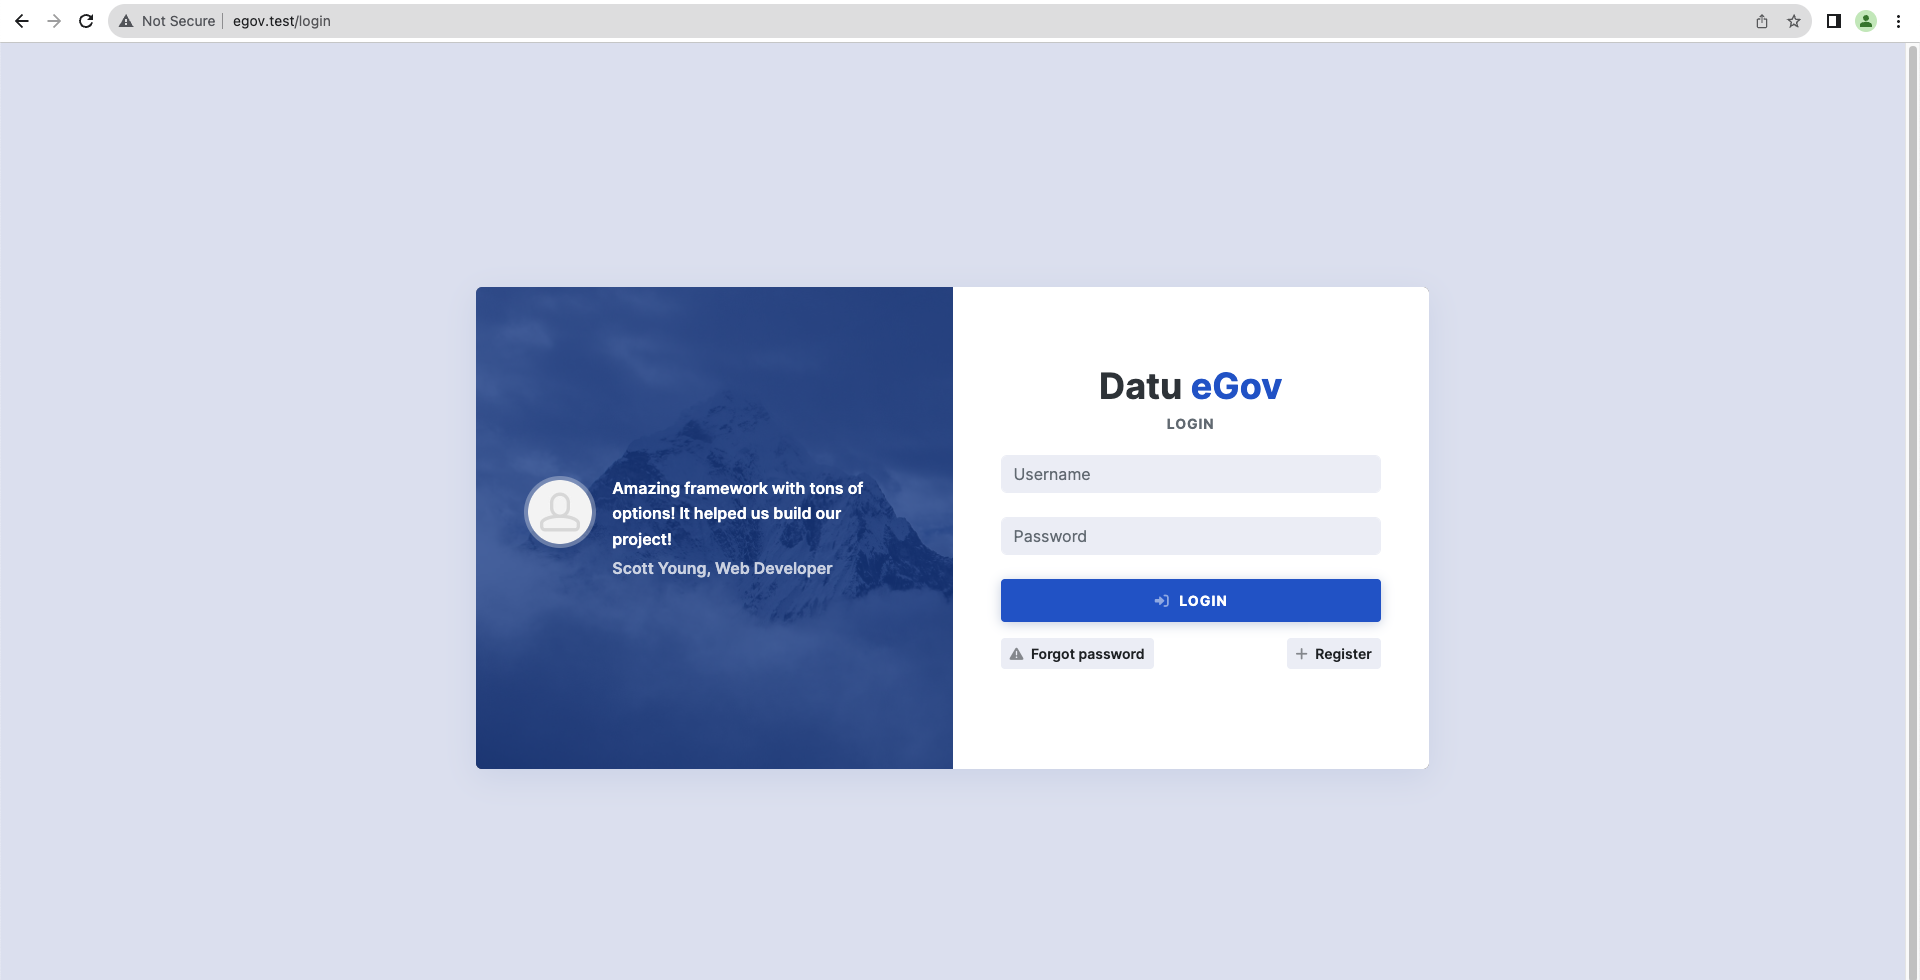 Not Secure egov.test/login
Amazing framework with tons of
options! It helped us build our
project!
Scott Young, Web Developer
Datu eGov
LOGIN
Username
Password
LOGIN
Forgot password
Register